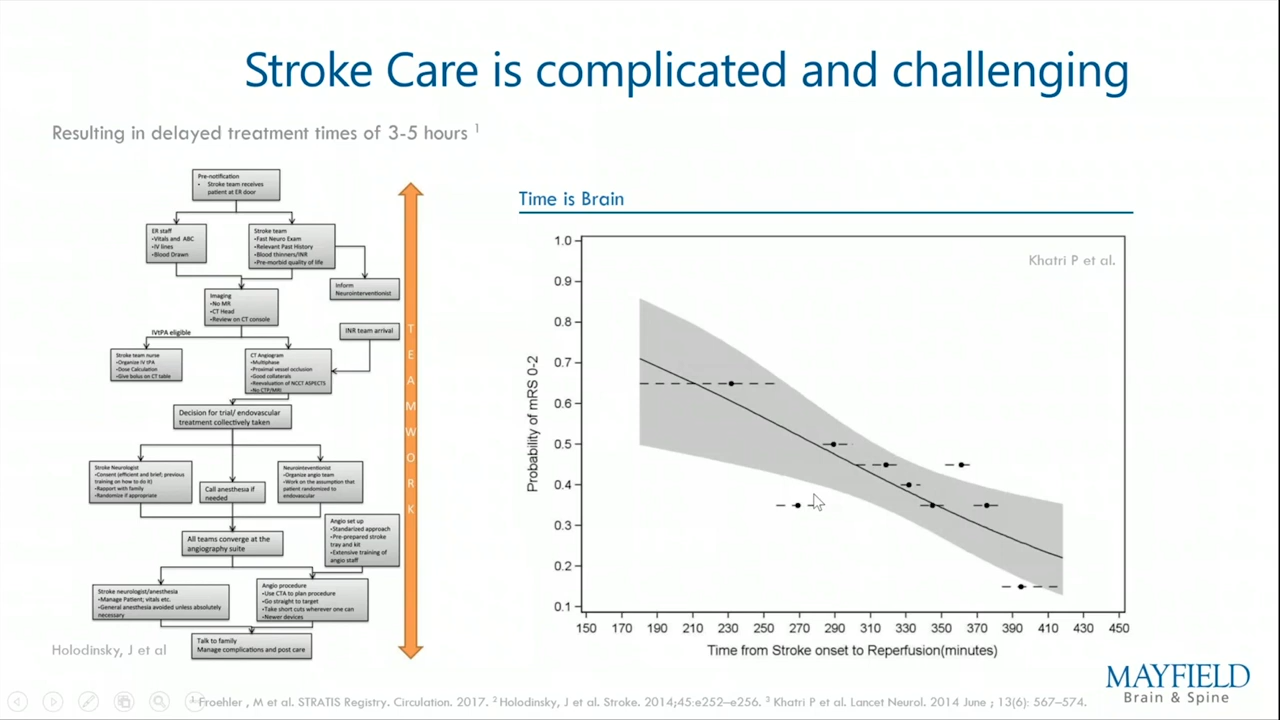 Stroke Care is complicated and challenging
Resulting in delayed treatment times of 3-5 hours 1
Pre-notification
• Stroke team receives
patient at ER door
ER staff
•Vitals and ABC
•IV lines
•Blood Drawn
Stroke team
•Fast Neuro Exam
•Relevant Past History
•Blood thinners/INR
•Pre-morbid quality of life
Inform
Neurointerventionist
Imaging
•No MR
•CT Head
•Review on CT console
IVtPA eligible
INR team arrival
Stroke team nurse
•Organize IV tPA
•Dose Calculation
•Give bolus on CT table
CT Angiogram
•Multiphase
•Proximal vessel occlusion
•Good collaterals
•Reevaluation of NCCT ASPECTS
•No CTP/MRI
Decision for trial/ endovascular
treatment collectively taken
Stroke Neurologist
•Consent (efficient and brief; previous
training on how to do it)
•Rapport with family
•Randomize if appropriate
Call anesthesia if
needed
Neurointerventionist
•Organize angio team
•Work on the assumption that
patient randomized to
endovascular
Angio set up
•Standardized approach
•Pre-prepared stroke
tray and kit
•Extensive training of
angio staff
All teams converge at the
angiography suite
Stroke neurologist/anesthesia
•Manage Patient; vitals etc.
•General anesthesia avoided unless absolutely
necessary
Angio procedure
•Use CTA to plan procedure
•Go straight to target
•Take short cuts wherever one can
•Newer devices
Talk to family
Manage complications and post care
TEAMWORK
Holodinsky, J et al
Time is Brain
Khatri P et al.
Probability of mRS 0-2
1.0
0.9
0.8
0.7
0.6
0.5
0.4
0.3
0.2
0.1
150 170 190 210 230 250 270 290 310 330 350 370 390 410 430 450
Time from Stroke onset to Reperfusion(minutes)
MAYFIELD
Brain & Spine
1 Froehler , M et al. STRATIS Registry. Circulation. 2017. 2 Holodinsky, J et al. Stroke. 2014;45:e252–e256. 3 Khatri P et al. Lancet Neurol. 2014 June ; 13(6): 567–574.